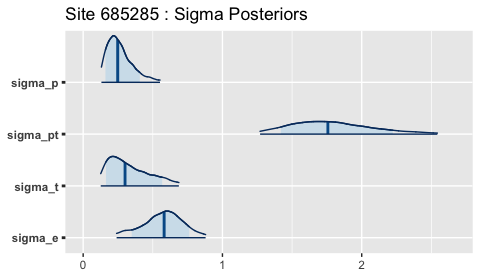 Site 685285 : Sigma Posteriors
sigma_p
sigma_pt
sigma_t
sigma_e
0 1 2